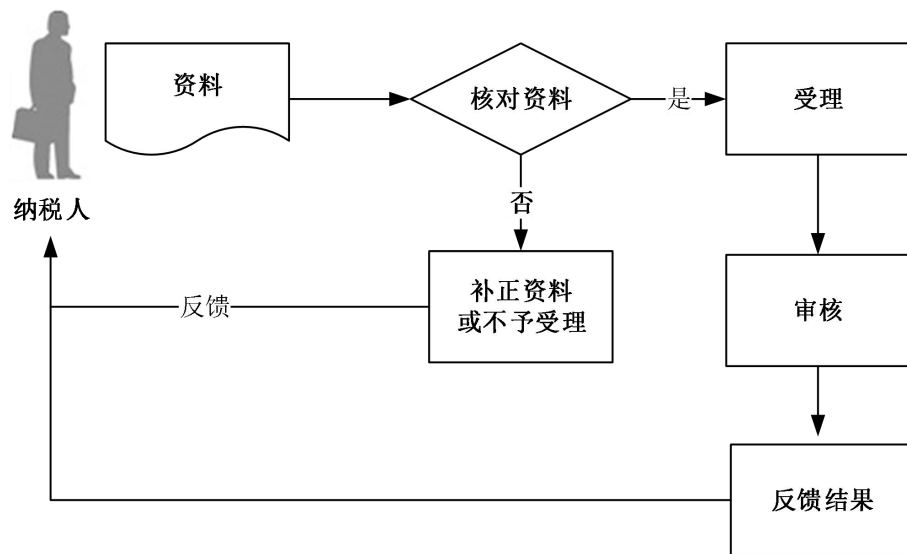 资料
核对资料
是
受理
纳税人
否
补正资料
或不予受理
反馈
审核
反馈结果